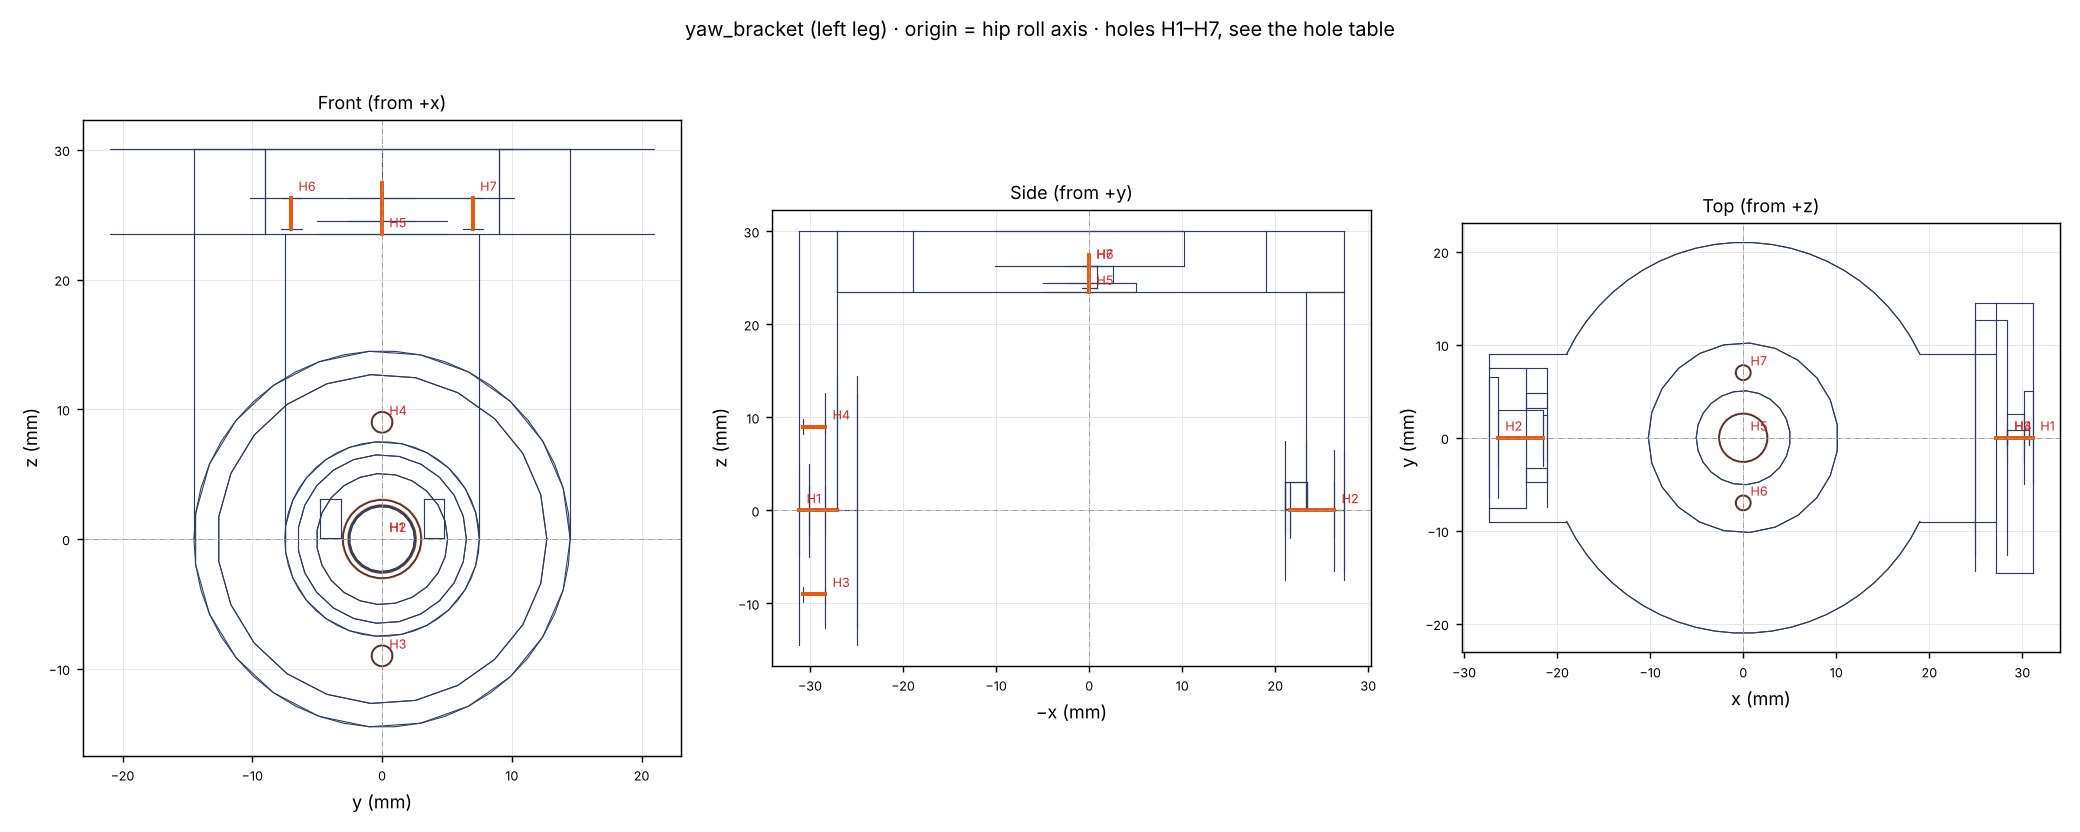 yaw_bracket (left leg) · origin = hip roll axis · holes H1–H7, see the hole table
Front (from +x)
30
20
10
0
−10
z (mm)
−20
−10
0
10
20
y (mm)
H6
H7
H5
H4
H3
Side (from +y)
30
20
10
0
−10
z (mm)
−30
−20
−10
0
10
20
30
−x (mm)
H5
H4
H1
H2
H3
Top (from +z)
20
10
0
−10
−20
y (mm)
−30
−20
−10
0
10
20
30
x (mm)
H7
H2
H5
H1
H6